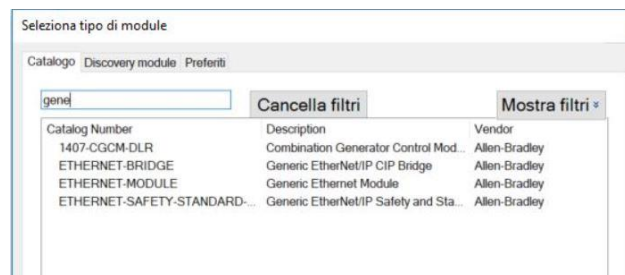 Seleziona tipo di module
Catalogo Discovery module Preferiti
gene
Cancella filtri
Mostra filtri
Catalog Number Description Vendor
1407-CGCM-DLR Combination Generator Control Mod... Allen-Bradley
ETHERNET-BRIDGE Generic EtherNet/IP CIP Bridge Allen-Bradley
ETHERNET-MODULE Generic Ethernet Module Allen-Bradley
ETHERNET-SAFETY-STANDARD-... Generic EtherNet/IP Safety and Sta... Allen-Bradley